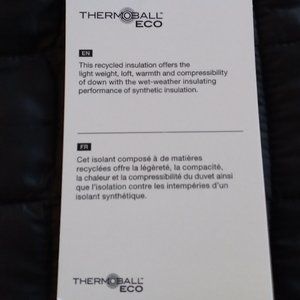 THERMOBALL™
ECO
EN
This recycled insulation offers the
light weight, loft, warmth and compressibility
of down with the wet-weather insulating
performance of synthetic insulation.
FR
Cet isolant composé à de matières
recyclées offre la légèreté, la compacité,
la chaleur et la compressibilité du duvet ainsi
que l'isolation contre les intempéries d'un
isolant synthétique.
THERMOBALL™
ECO